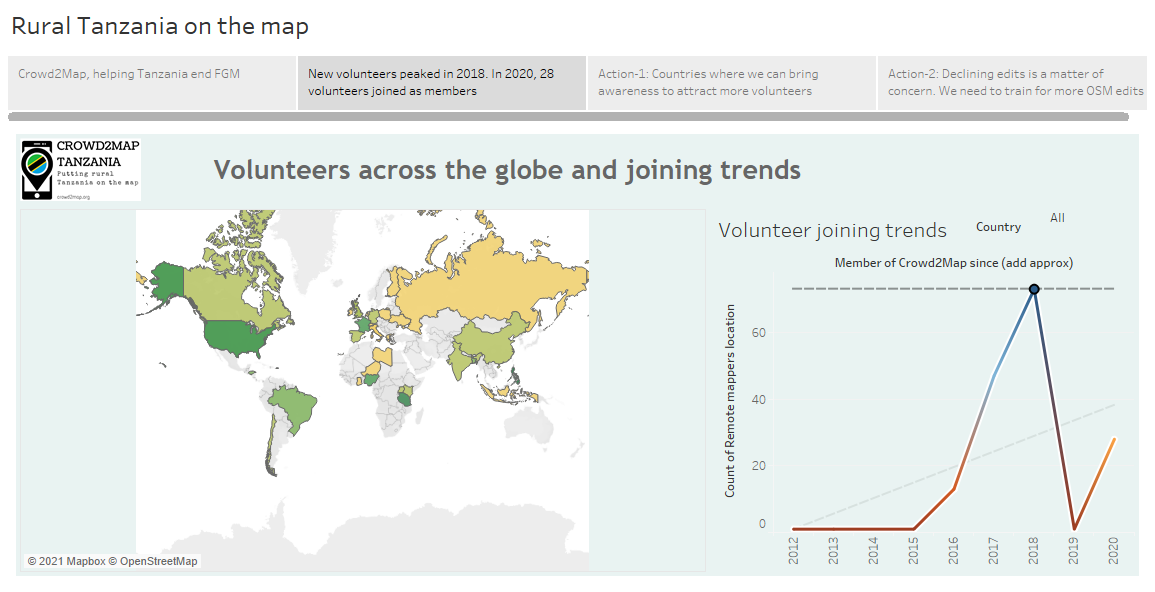 Rural Tanzania on the map
Crowd2Map, helping Tanzania end FGM
New volunteers peaked in 2018. In 2020, 28
volunteers joined as members
Action-1: Countries where we can bring
awareness to attract more volunteers
Action-2: Declining edits is a matter of
concern. We need to train for more OSM edits
CROWD2MAP
TANZANIA
Putting rural
Tanzania on the map
crowd2map.org
Volunteers across the globe and joining trends
© 2021 Mapbox © OpenStreetMap
Volunteer joining trends
Country
All
Member of Crowd2Map since (add approx)
Count of Remote mappers location
60
40
20
0
2012
2013
2014
2015
2016
2017
2018
2019
2020